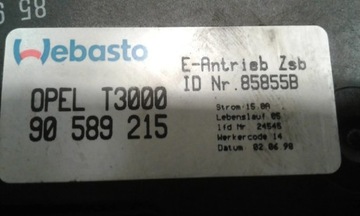 85
Webasto
E-Antrieb Zsb
ID Nr.85855B
OPEL T3000
90 589 215
Strom:15.0A
Lebenslauf 05
lfd Nr 24545
Werkercode 14
Datum 02.06.98